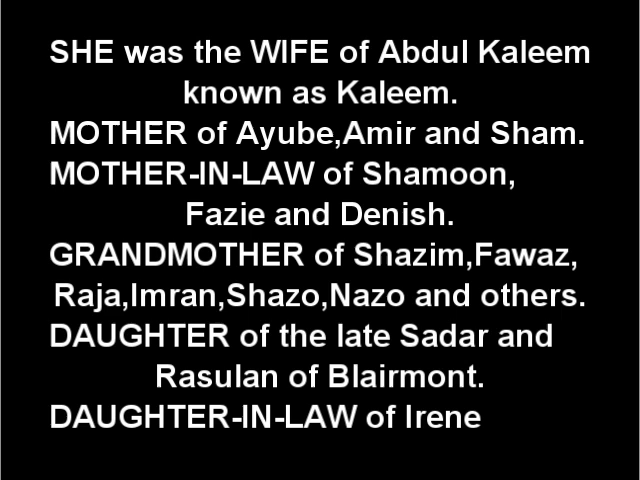 SHE was the WIFE of Abdul Kaleem
known as Kaleem.
MOTHER of Ayube,Amir and Sham.
MOTHER-IN-LAW of Shamoon,
Fazie and Denish.
GRANDMOTHER of Shazim,Fawaz,
Raja,Imran,Shazo,Nazo and others.
DAUGHTER of the late Sadar and
Rasulan of Blairmont.
DAUGHTER-IN-LAW of Irene